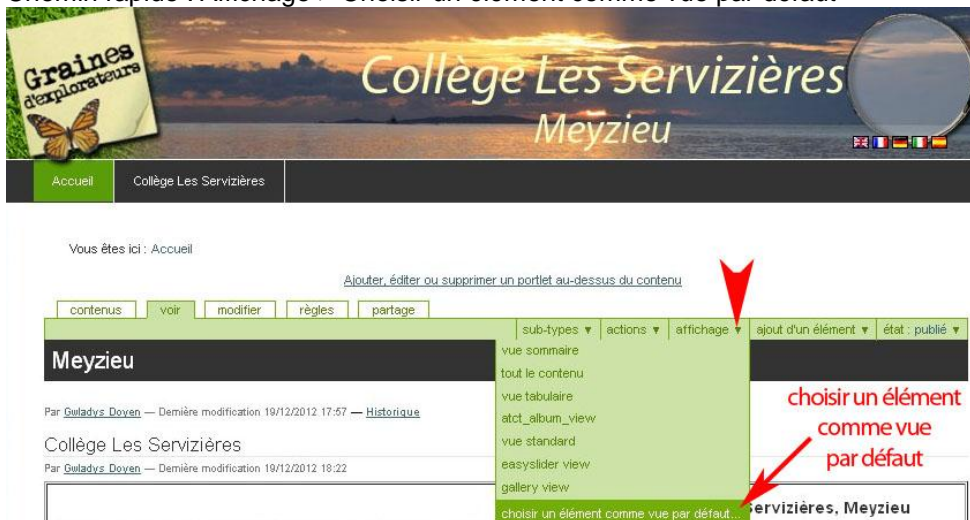 Chemin rapide : Affichage > Choisir un élément comme vue par défaut
Graines
d'explorateurs
Collège Les Servizières
Meyzieu
Accueil
Collège Les Servizières
Vous êtes ici : Accueil
Ajouter, éditer ou supprimer un portlet au-dessus du contenu
contenus voir modifier règles partage
sub-types ▼ actions ▼ affichage ▼ ajout d'un élément ▼ état : publié ▼
Meyzieu
vue sommaire
tout le contenu
vue tabulaire
atct_album_view
vue standard
easyslider view
gallery view
choisir un élément comme vue par défaut...
choisir un élément
comme vue
par défaut
Par Gwladys Doyen — Dernière modification 19/12/2012 17:57 — Historique
Collège Les Servizières
Par Gwladys Doyen — Dernière modification 19/12/2012 18:22
Servizières, Meyzieu